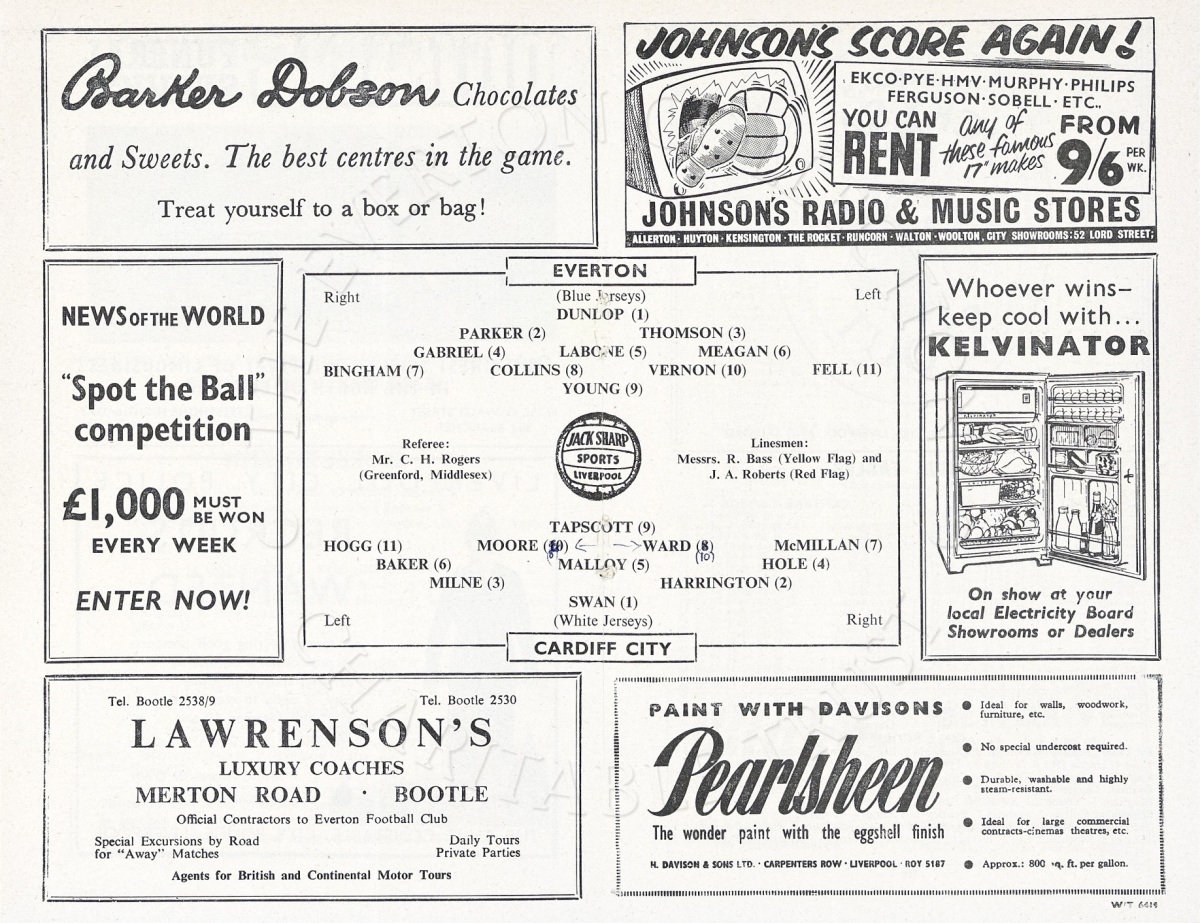 Barker Dobson Chocolates
and Sweets. The best centres in the game.
Treat yourself to a box or bag!
JOHNSON'S SCORE AGAIN!
EKCO·PYE·HMV·MURPHY·PHILIPS
FERGUSON·SOBELL·ETC.,
YOU CAN RENT any of these famous 17" makes FROM 9/6 PER WK.
JOHNSON'S RADIO & MUSIC STORES
ALLERTON·HUYTON·KENSINGTON·THE ROCKET·RUNCORN·WALTON·WOOLTON, CITY SHOWROOMS:52 LORD STREET;
NEWS OF THE WORLD
"Spot the Ball"
competition
£1,000 MUST BE WON
EVERY WEEK
ENTER NOW!
EVERTON
Right (Blue Jerseys) Left
DUNLOP (1)
PARKER (2) THOMSON (3)
GABRIEL (4) LABONE (5) MEAGAN (6)
BINGHAM (7) COLLINS (8) VERNON (10) FELL (11)
YOUNG (9)
Referee:
Mr. C. H. Rogers
(Greenford, Middlesex)
JACK SHARP
SPORTS
LIVERPOOL
Linesmen:
Messrs. R. Bass (Yellow Flag) and
J. A. Roberts (Red Flag)
TAPSCOTT (9)
HOGG (11) MOORE (10) ← → WARD (8) McMILLAN (7)
(8) (10)
BAKER (6) MALLOY (5) HOLE (4)
MILNE (3) HARRINGTON (2)
SWAN (1)
Left (White Jerseys) Right
CARDIFF CITY
Whoever wins–
keep cool with...
KELVINATOR
On show at your
local Electricity Board
Showrooms or Dealers
Tel. Bootle 2538/9 Tel. Bootle 2530
LAWRENSON'S
LUXURY COACHES
MERTON ROAD · BOOTLE
Official Contractors to Everton Football Club
Special Excursions by Road
for "Away" Matches
Daily Tours
Private Parties
Agents for British and Continental Motor Tours
PAINT WITH DAVISONS
Pearlsheen
The wonder paint with the eggshell finish
N. DAVISON & SONS LTD. · CARPENTERS ROW · LIVERPOOL · ROY 5187
● Ideal for walls, woodwork,
furniture, etc.
● No special undercoat required.
● Durable, washable and highly
steam-resistant.
● Ideal for large commercial
contracts-cinemas theatres, etc.
● Approx.: 800 sq. ft. per gallon.